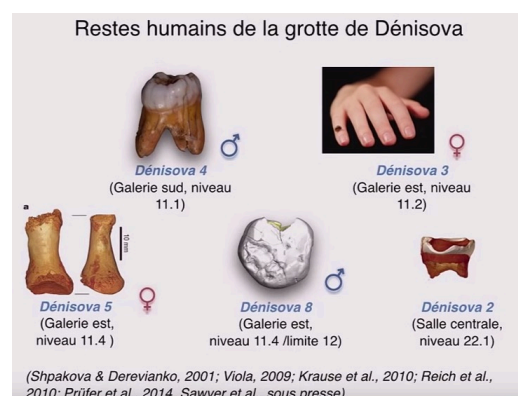 Restes humains de la grotte de Dénisova
Dénisova 4
(Galerie sud, niveau
11.1)
Dénisova 3
(Galerie est, niveau
11.2)
a
10 mm
Dénisova 5
(Galerie est,
niveau 11.4 )
Dénisova 8
(Galerie est,
niveau 11.4 /limite 12)
Dénisova 2
(Salle centrale,
niveau 22.1)
(Shpakova & Derevianko, 2001; Viola, 2009; Krause et al., 2010; Reich et al.,
2010; Prüfer et al., 2014, Sawyer et al., sous presse)